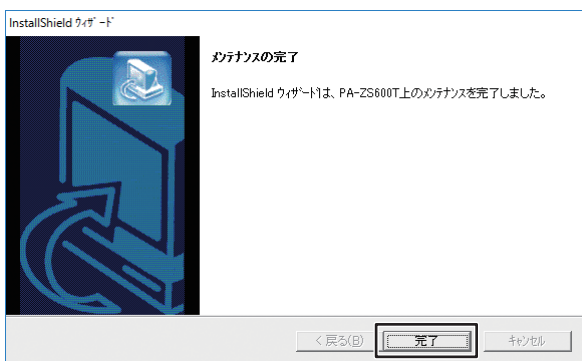 InstallShield ｳｨｻﾞｰﾄﾞ
ﾒﾝﾃﾅﾝｽの完了
InstallShield ｳｨｻﾞｰﾄﾞは、PA-ZS600T上のﾒﾝﾃﾅﾝｽを完了しました。
< 戻る(B)
完了
ｷｬﾝｾﾙ